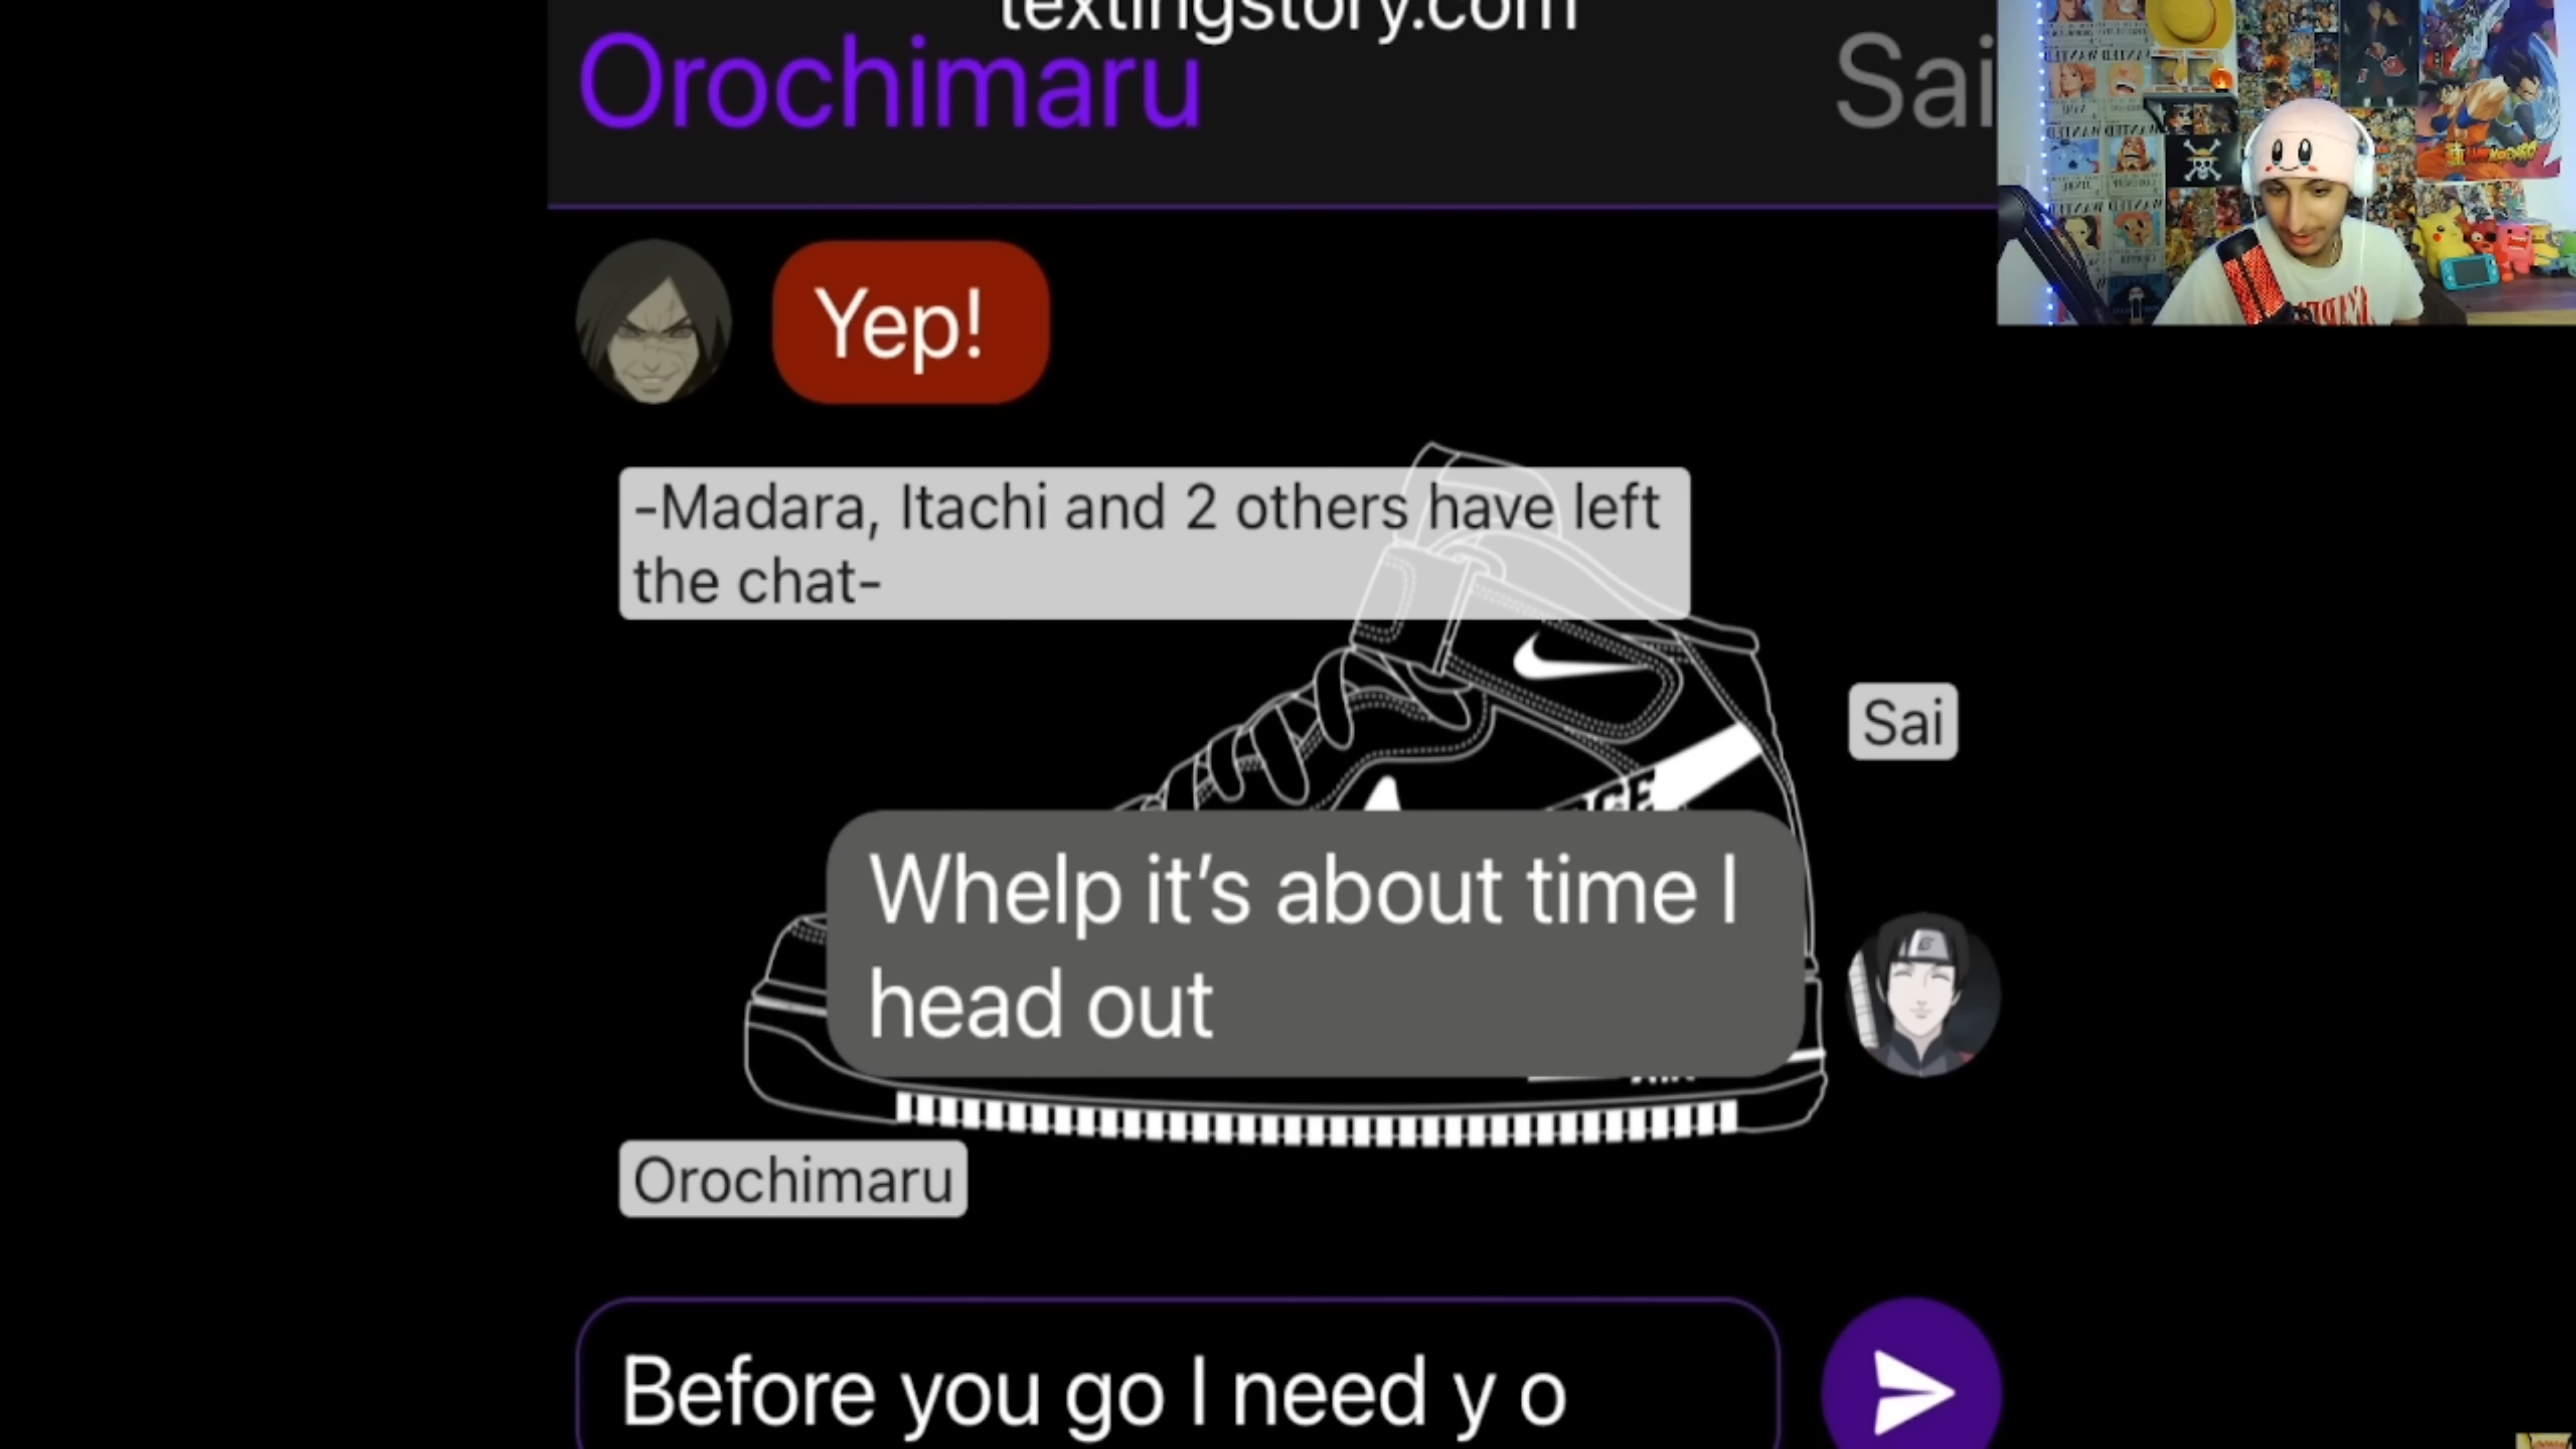 textingstory.com
Orochimaru
Sai
Yep!
-Madara, Itachi and 2 others have left
the chat-
Sai
Whelp it's about time I
head out
Orochimaru
Before you go I need y o